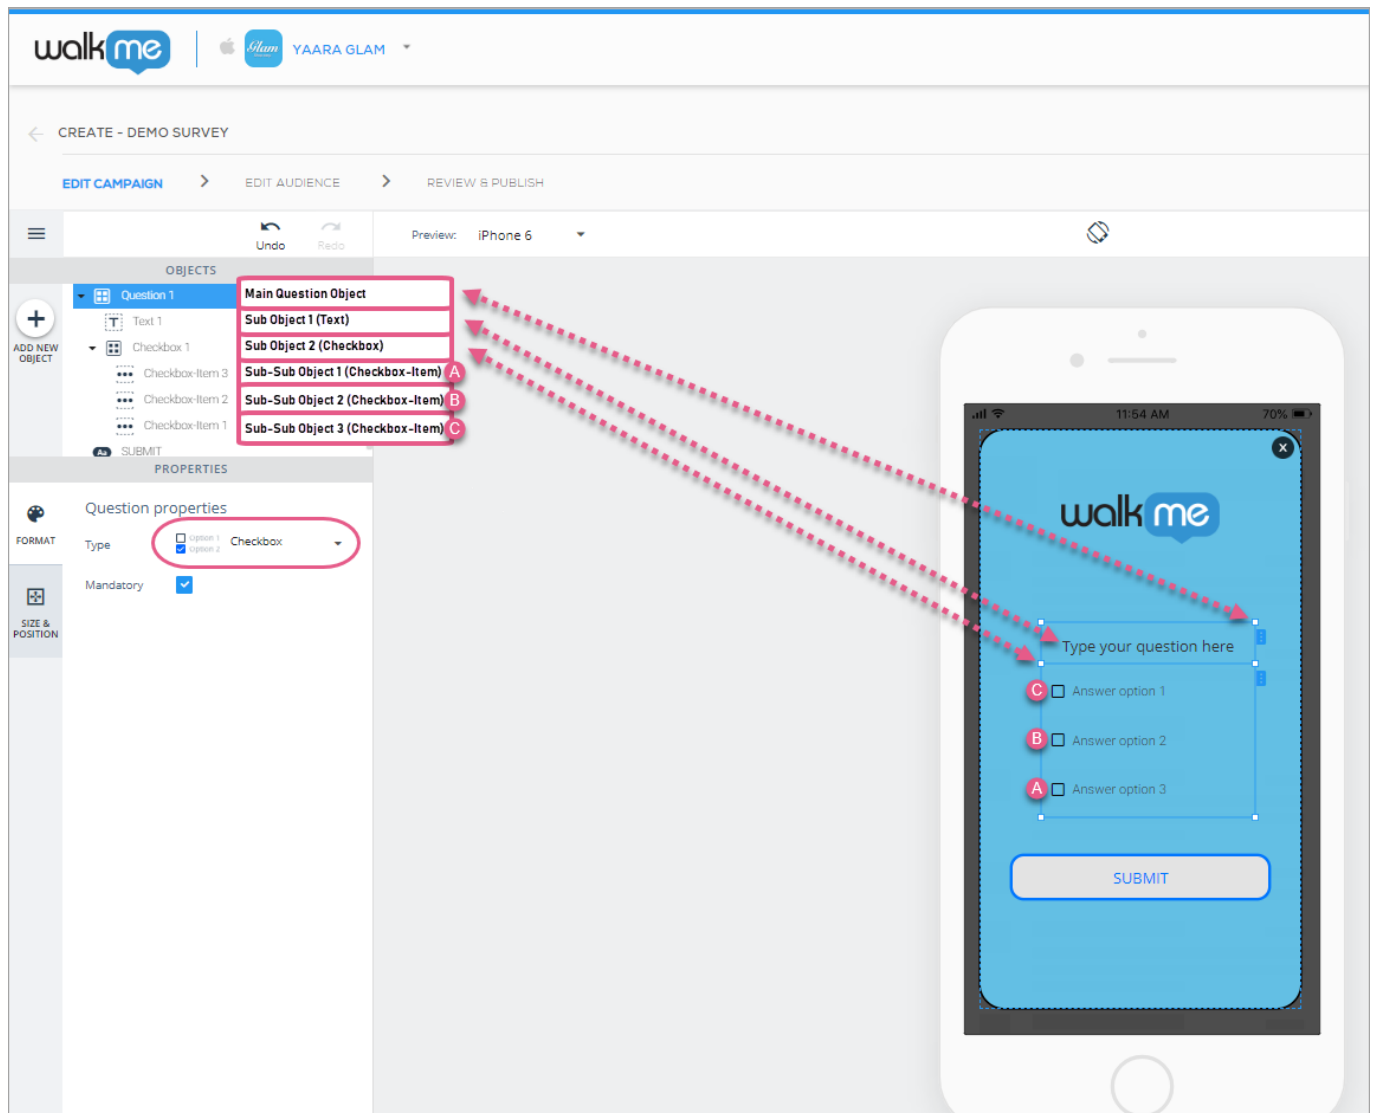 walkme
Glam
YAARA GLAM
CREATE - DEMO SURVEY
EDIT CAMPAIGN
EDIT AUDIENCE
REVIEW & PUBLISH
Undo
Redo
Preview: iPhone 6
OBJECTS
ADD NEW
OBJECT
Question 1 Main Question Object
T Text 1 Sub Object 1 (Text)
Checkbox 1 Sub Object 2 (Checkbox)
Checkbox-Item 3 Sub-Sub Object 1 (Checkbox-Item) A
Checkbox-Item 2 Sub-Sub Object 2 (Checkbox-Item) B
Checkbox-Item 1 Sub-Sub Object 3 (Checkbox-Item) C
Aa SUBMIT
PROPERTIES
FORMAT
SIZE &
POSITION
Question properties
Type
Option 1
Option 2
Checkbox
Mandatory
11:54 AM 70%
X
walkme
Type your question here
C Answer option 1
B Answer option 2
A Answer option 3
SUBMIT